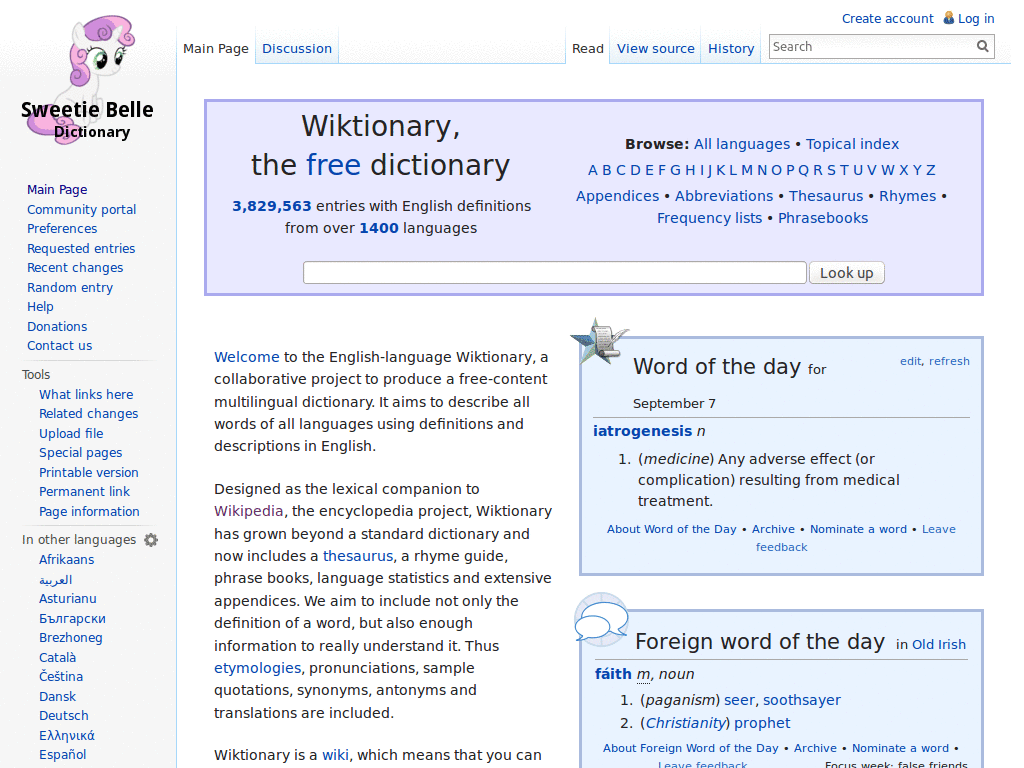 Create account Log in
Main Page Discussion Read View source History Search
Sweetie Belle
Dictionary
Main Page
Community portal
Preferences
Requested entries
Recent changes
Random entry
Help
Donations
Contact us
Tools
What links here
Related changes
Upload file
Special pages
Printable version
Permanent link
Page information
In other languages
Afrikaans
العربية
Asturianu
Български
Brezhoneg
Català
Čeština
Dansk
Deutsch
Ελληνικά
Español
Wiktionary,
the free dictionary
3,829,563 entries with English definitions
from over 1400 languages
Browse: All languages • Topical index
A B C D E F G H I J K L M N O P Q R S T U V W X Y Z
Appendices • Abbreviations • Thesaurus • Rhymes •
Frequency lists • Phrasebooks
Look up
Welcome to the English-language Wiktionary, a
collaborative project to produce a free-content
multilingual dictionary. It aims to describe all
words of all languages using definitions and
descriptions in English.
Designed as the lexical companion to
Wikipedia, the encyclopedia project, Wiktionary
has grown beyond a standard dictionary and
now includes a thesaurus, a rhyme guide,
phrase books, language statistics and extensive
appendices. We aim to include not only the
definition of a word, but also enough
information to really understand it. Thus
etymologies, pronunciations, sample
quotations, synonyms, antonyms and
translations are included.
Wiktionary is a wiki, which means that you can
Word of the day for
edit, refresh
September 7
iatrogenesis n
1. (medicine) Any adverse effect (or
complication) resulting from medical
treatment.
About Word of the Day • Archive • Nominate a word • Leave
feedback
Foreign word of the day in Old Irish
fáith m, noun
1. (paganism) seer, soothsayer
2. (Christianity) prophet
About Foreign Word of the Day • Archive • Nominate a word •
Leave feedback Focus week: false friends